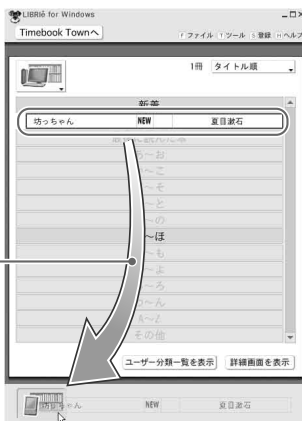 LIBRIé for Windows
Timebook Townへ
F ファイル T ツール S 登録 H ヘルプ
1冊 タイトル順
新着
坊っちゃん NEW 夏目漱石
あ～お
～こ
～そ
～と
～の
～ほ
～も
～よ
～ろ
～ん
A～Z
その他
ユーザー分類一覧を表示 詳細画面を表示
坊っちゃん NEW 夏目漱石